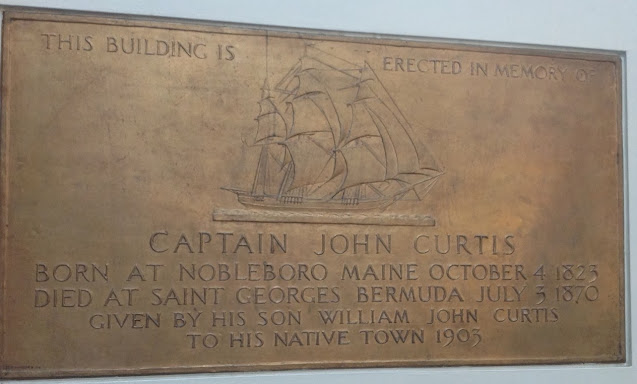 THIS BUILDING IS ERECTED IN MEMORY OF
CAPTAIN JOHN CURTIS
BORN AT NOBLEBORO MAINE OCTOBER 4 1823
DIED AT SAINT GEORGES BERMUDA JULY 3 1870
GIVEN BY HIS SON WILLIAM JOHN CURTIS
TO HIS NATIVE TOWN 1903